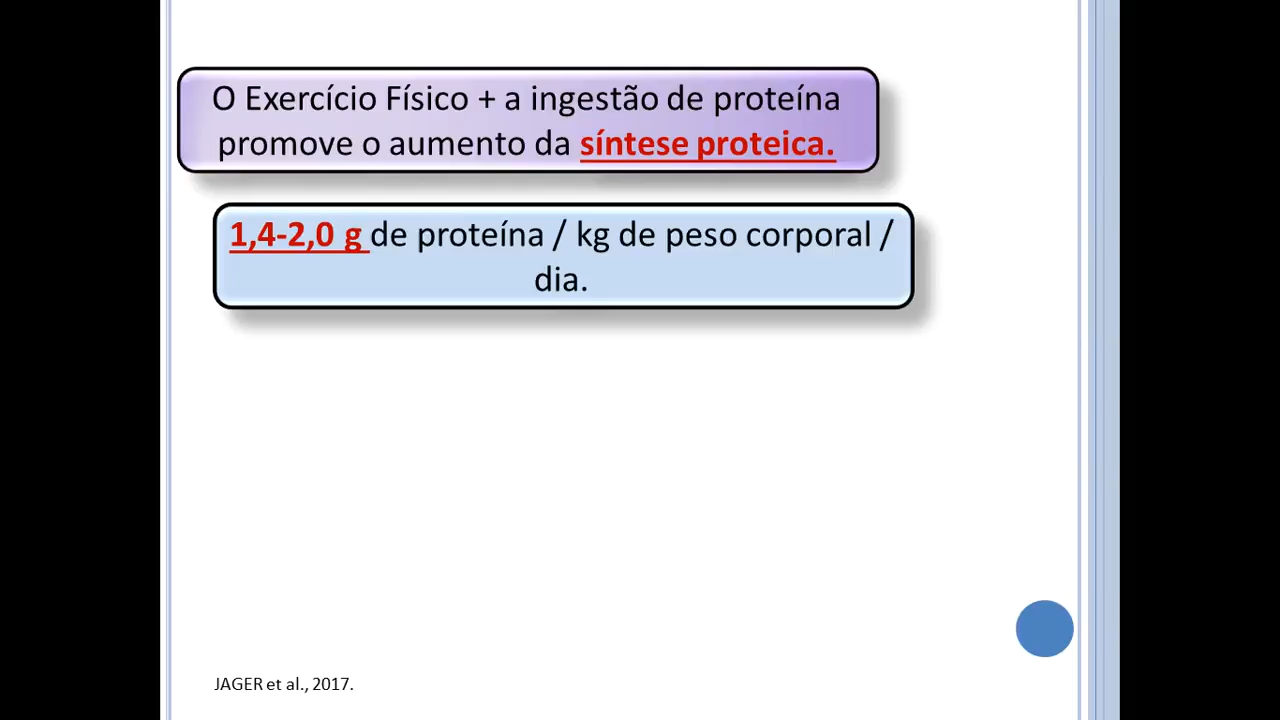 O Exercício Físico + a ingestão de proteína
promove o aumento da síntese proteica.
1,4-2,0 g de proteína / kg de peso corporal /
dia.
JAGER et al., 2017.